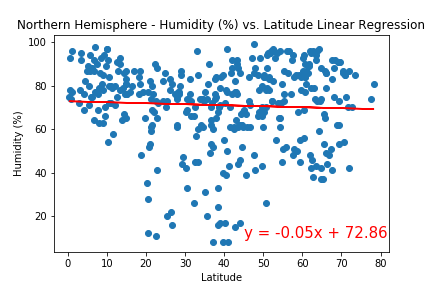 Northern Hemisphere - Humidity (%) vs. Latitude Linear Regression
100
80
60
40
20
Humidity (%)
y = -0.05x + 72.86
0 10 20 30 40 50 60 70 80
Latitude